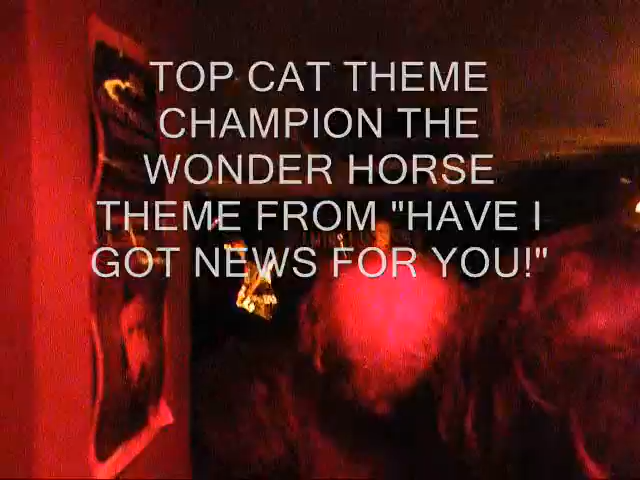 TOP CAT THEME
CHAMPION THE
WONDER HORSE
THEME FROM "HAVE I
GOT NEWS FOR YOU!"